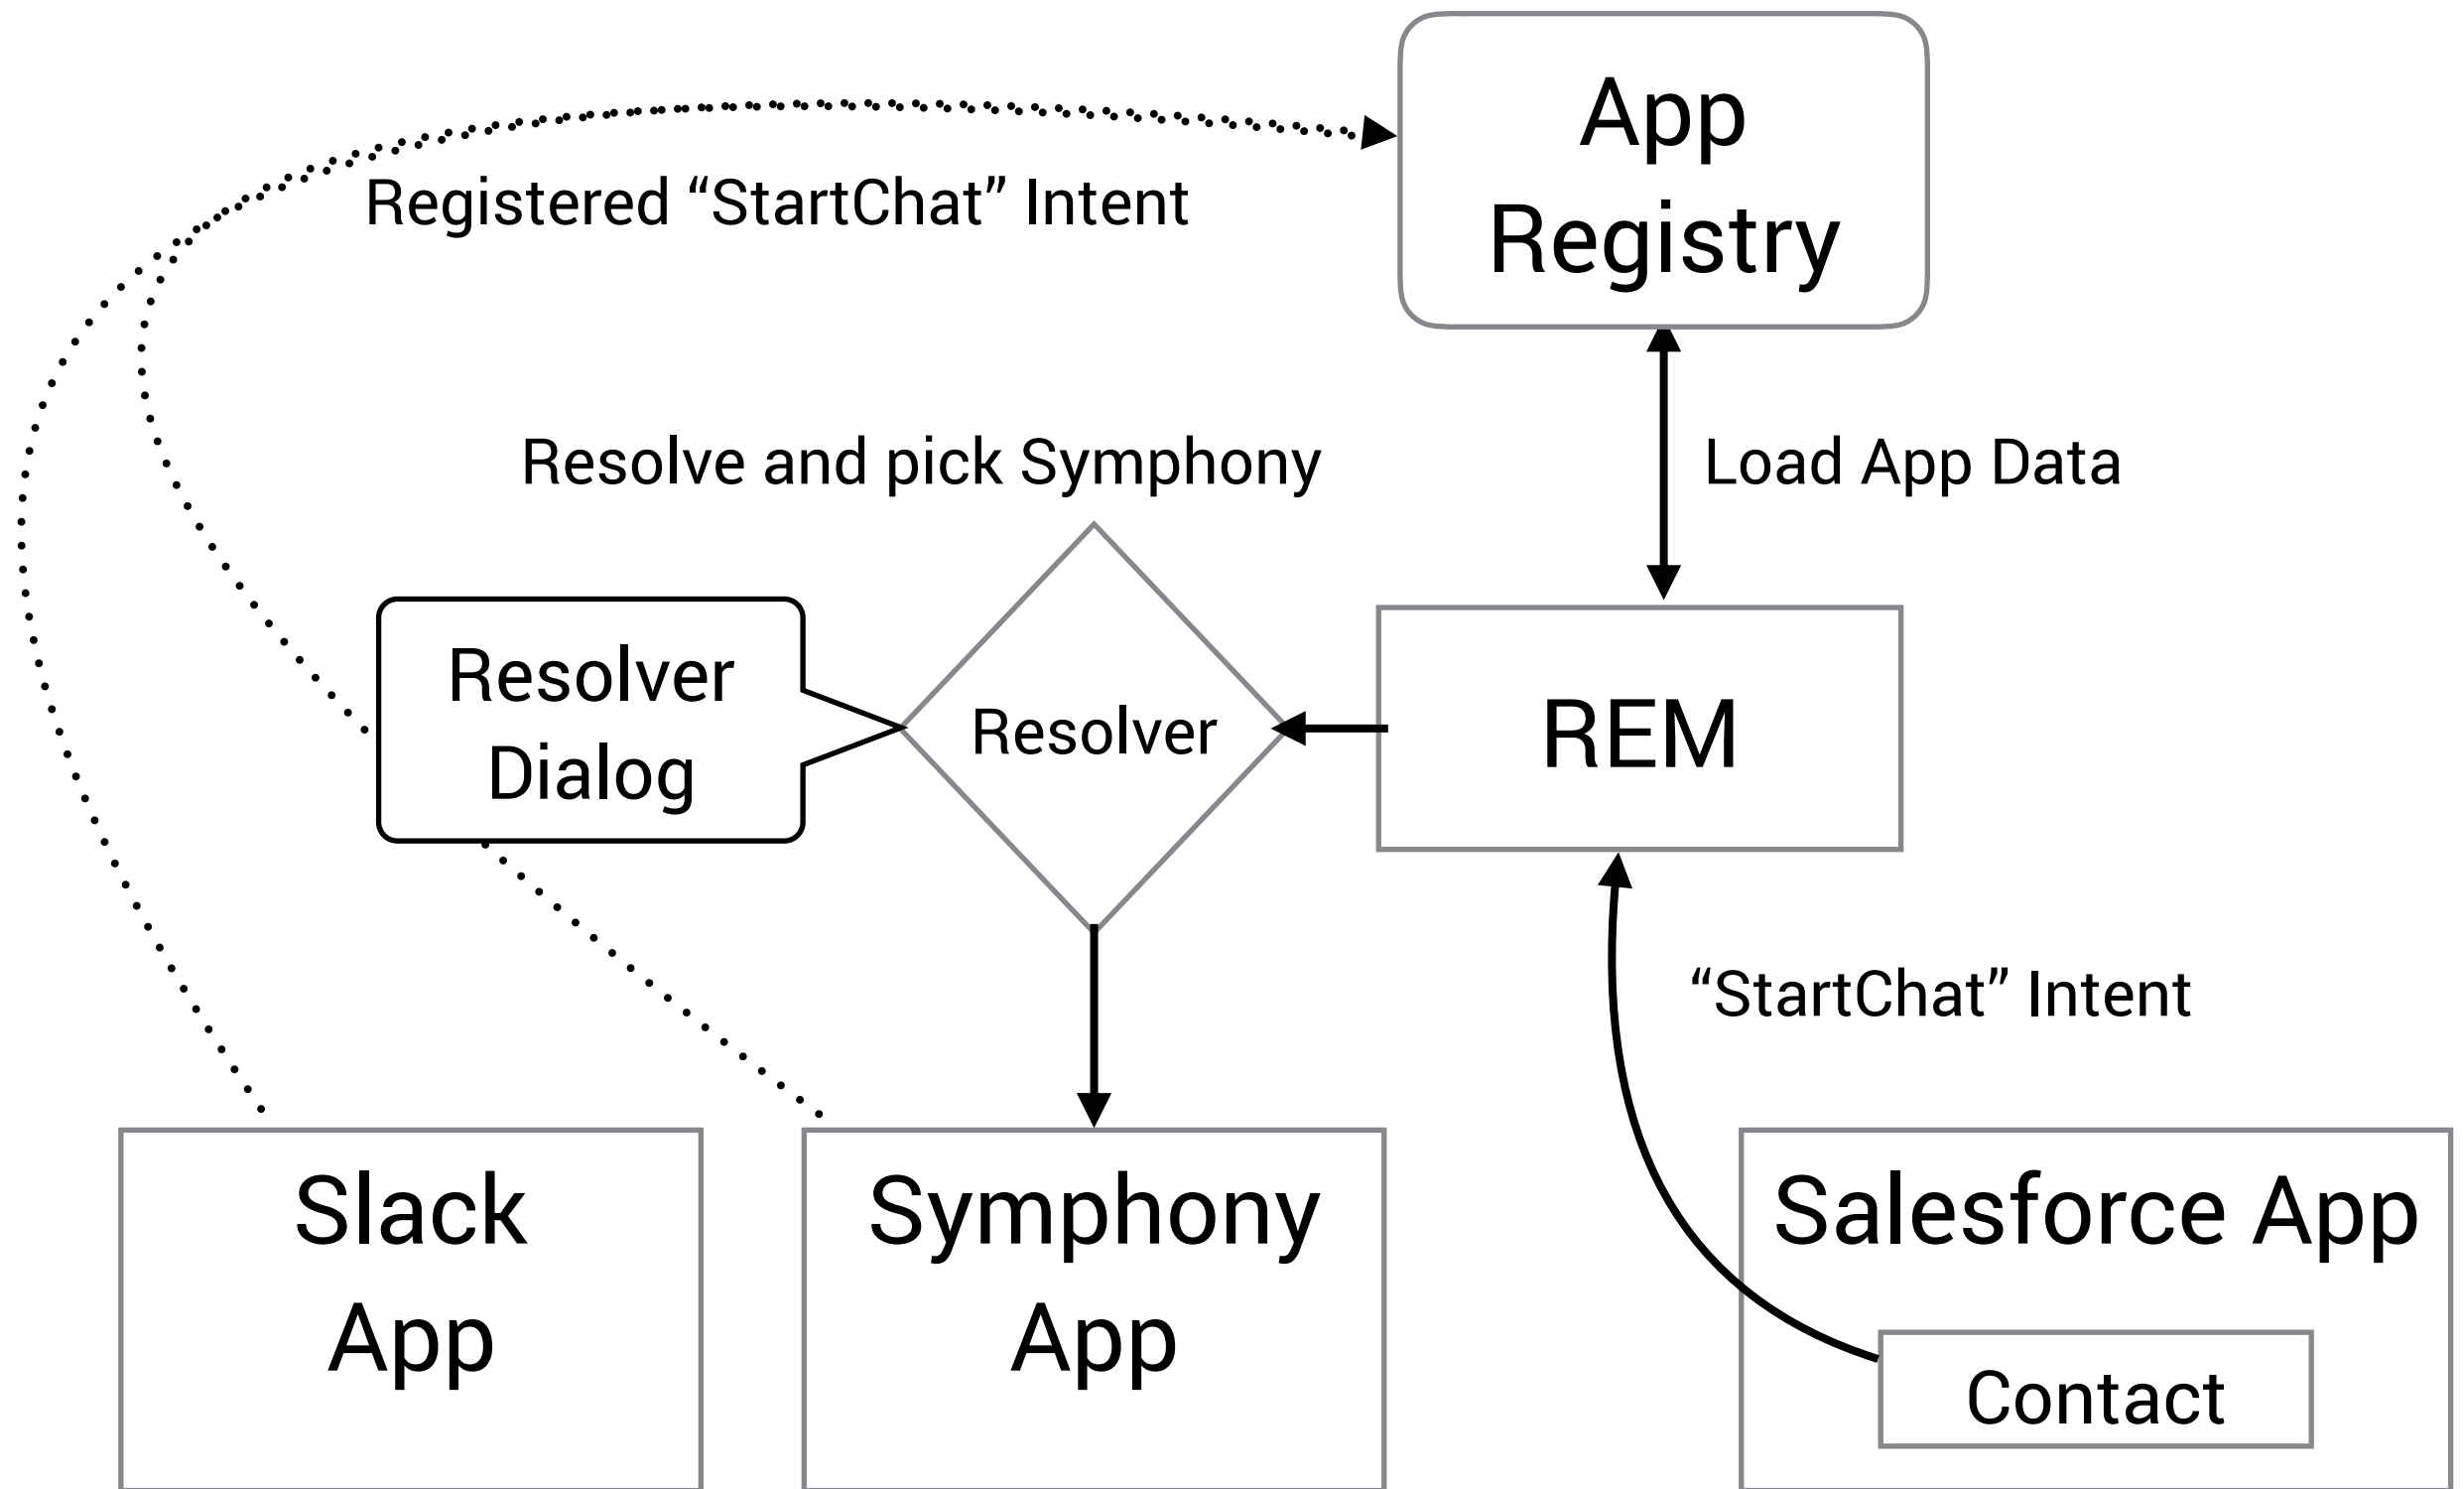 App
Registry
Registered “StartChat” Intent
Resolve and pick Symphony
Load App Data
Resolver
Dialog
Resolver
REM
“StartChat” Intent
Slack
App
Symphony
App
Salesforce App
Contact